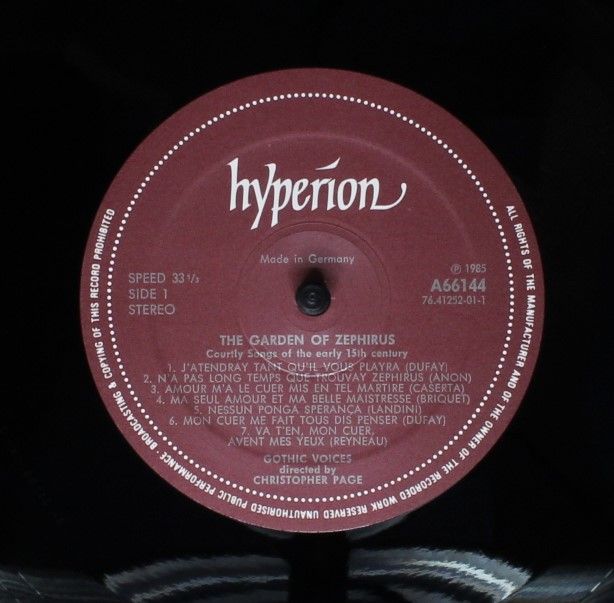 hyperion
Made in Germany
SPEED 33 1/3
SIDE 1
STEREO
℗ 1985
A66144
76.41252-01-1
THE GARDEN OF ZEPHIRUS
Courtly Songs of the early 15th century
1. J'ATENDRAY TANT QU'IL VOUS PLAYRA (DUFAY)
2. N'A PAS LONG TEMPS QUE TROUVAY ZEPHIRUS (ANON)
3. AMOUR M'A LE CUER MIS EN TEL MARTIRE (CASERTA)
4. MA SEUL AMOUR ET MA BELLE MAISTRESSE (BRIQUET)
5. NESSUN PONGA SPERANÇA (LANDINI)
6. MON CUER ME FAIT TOUS DIS PENSER (DUFAY)
7. VA T'EN, MON CUER,
AVENT MES YEUX (REYNEAU)
GOTHIC VOICES
directed by
CHRISTOPHER PAGE
ALL RIGHTS OF THE MANUFACTURER AND OF THE OWNER OF THE RECORDED WORK RESERVED UNAUTHORISED PUBLIC PERFORMANCE, BROADCASTING & COPYING OF THIS RECORD PROHIBITED